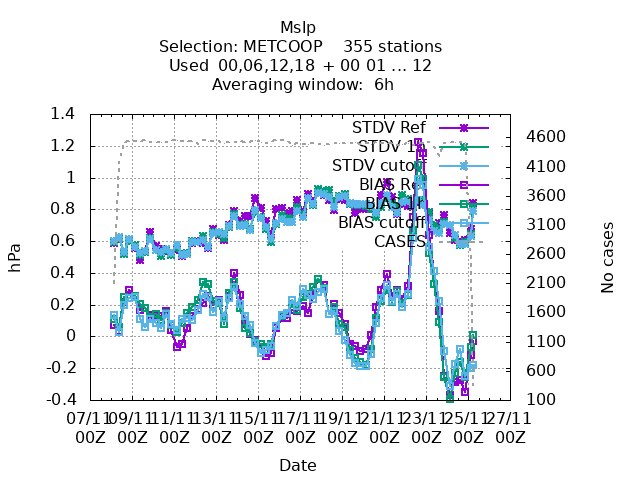 Mslp
Selection: METCOOP    355 stations
Used  00,06,12,18  + 00 01 ... 12
Averaging window:  6h
hPa
1.4
1.2
1
0.8
0.6
0.4
0.2
0
-0.2
-0.4
STDV Ref
STDV
STDV cutoff
BIAS Ref
BIAS
BIAS cutoff
CASES
No cases
4600
4100
3600
3100
2600
2100
1600
1100
600
100
07/11 09/11 11/11 13/11 15/11 17/11 19/11 21/11 23/11 25/11 27/11
00Z 00Z 00Z 00Z 00Z 00Z 00Z 00Z 00Z 00Z 00Z
Date